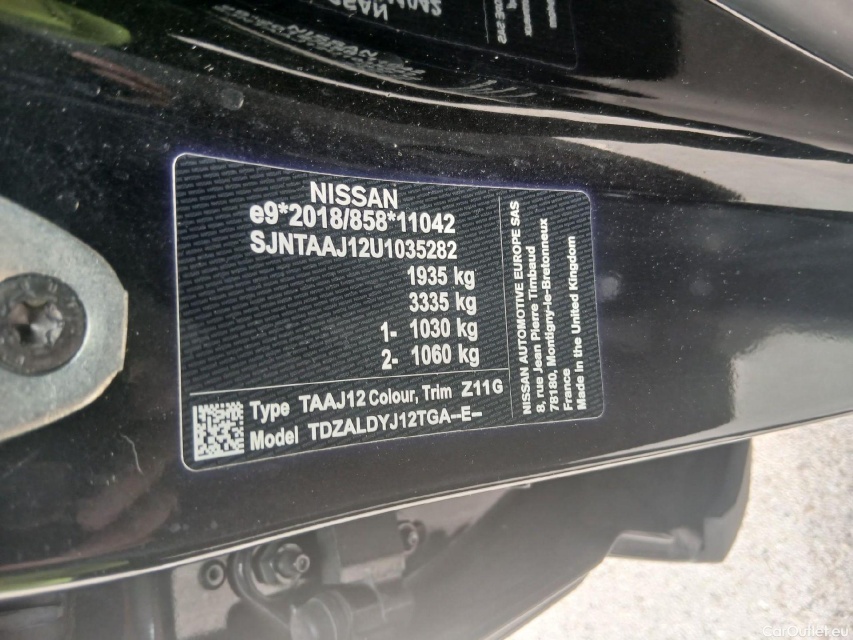 NISSAN
e9*2018/858*11042
SJNTAAJ12U1035282
1935 kg
3335 kg
1- 1030 kg
2- 1060 kg
Type TAAJ12 Colour, Trim Z11G
Model TDZALDYJ12TGA-E-
NISSAN AUTOMOTIVE EUROPE SAS
8, rue Jean Pierre Timbaud
78180, Montigny-le-Bretonneux
France
Made in the United Kingdom
carOutlet.eu